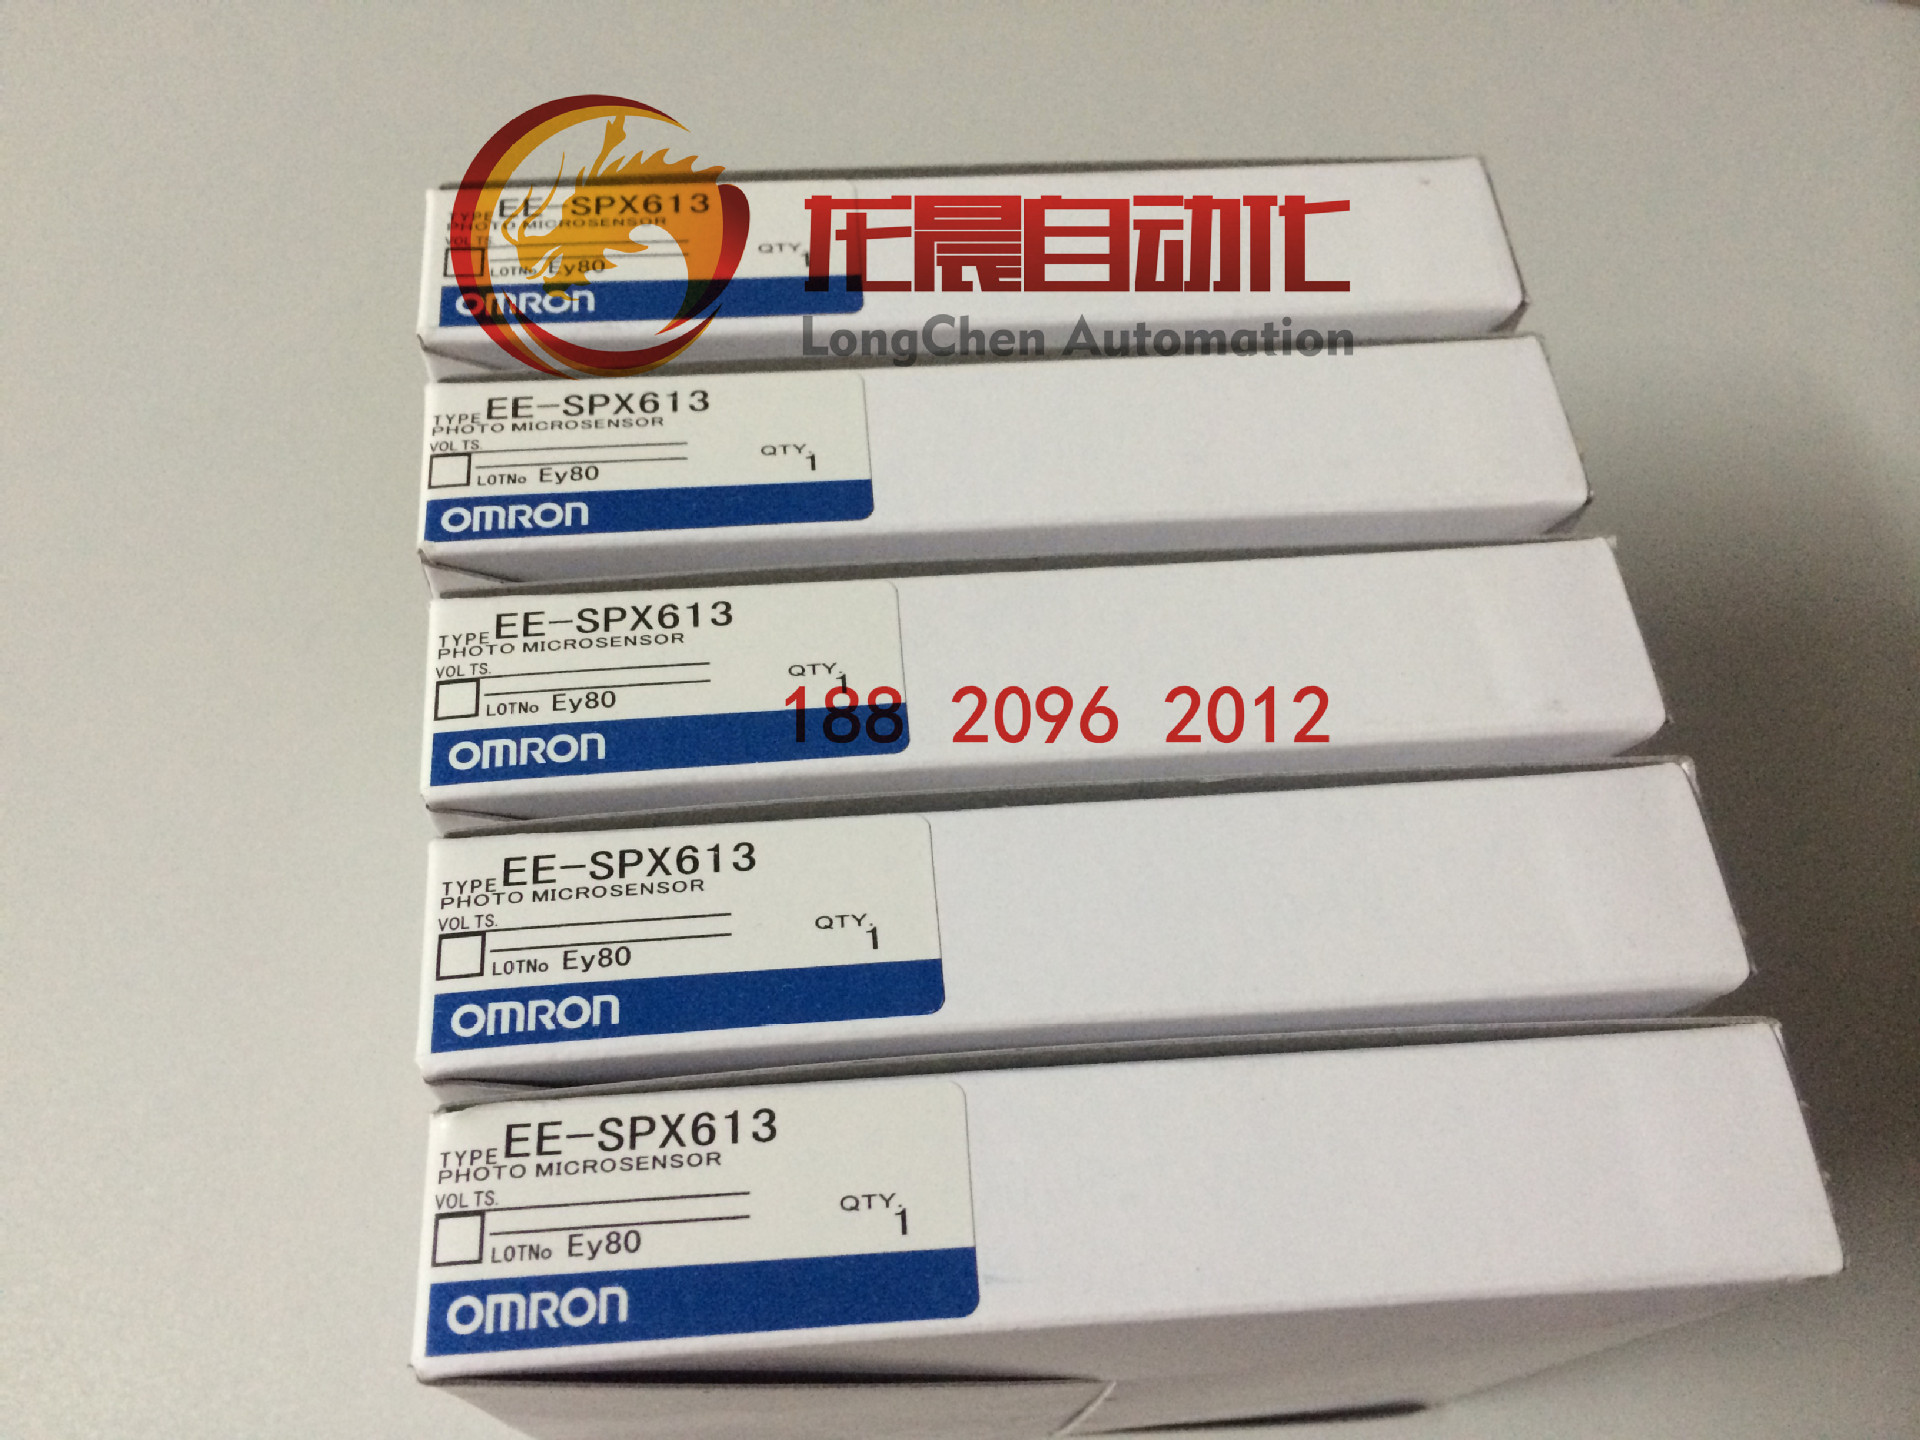 TYPE EE-SPX613
PHOTO MICROSENSOR
VOLTS.
QTY. 1
LOTNo Ey80
OMRON
龙晨自动化
LongChen Automation
TYPE EE-SPX613
PHOTO MICROSENSOR
VOLTS.
QTY. 1
LOTNo Ey80
OMRON
TYPE EE-SPX613
PHOTO MICROSENSOR
VOLTS.
QTY. 1
LOTNo Ey80
OMRON
188 2096 2012
TYPE EE-SPX613
PHOTO MICROSENSOR
VOLTS.
QTY. 1
LOTNo Ey80
OMRON
TYPE EE-SPX613
PHOTO MICROSENSOR
VOLTS.
QTY. 1
LOTNo Ey80
OMRON